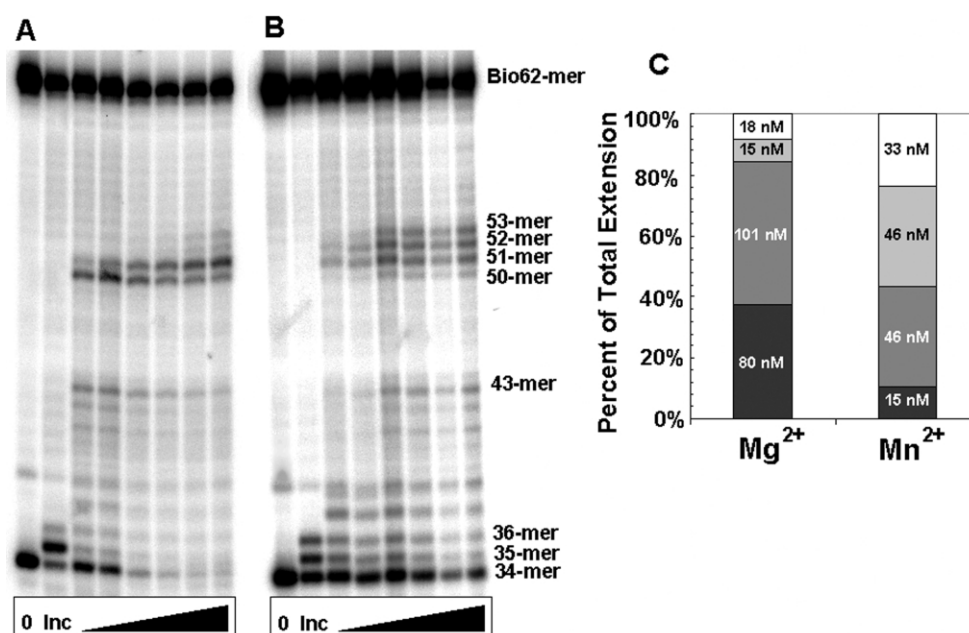 A
B
Bio62-mer
53-mer
52-mer
51-mer
50-mer
43-mer
36-mer
35-mer
34-mer
0 Inc
0 Inc
C
Percent of Total Extension
100%
80%
60%
40%
20%
0%
18 nM
15 nM
101 nM
80 nM
33 nM
46 nM
46 nM
15 nM
Mg2+
Mn2+